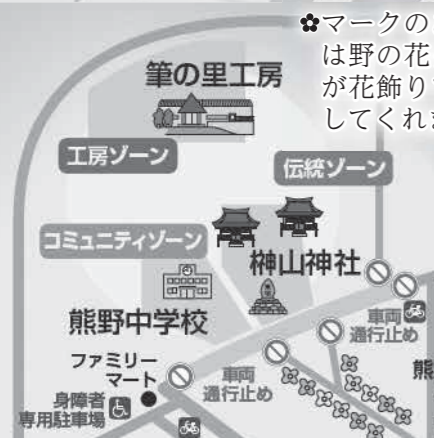 ✿マークの
は野の花
が花飾り
してくれま
筆の里工房
工房ゾーン
伝統ゾーン
コミュニティゾーン
榊山神社
熊野中学校
車両
通行止め
ファミリー
マート
車両
通行止め
熊
身障者
専用駐車場